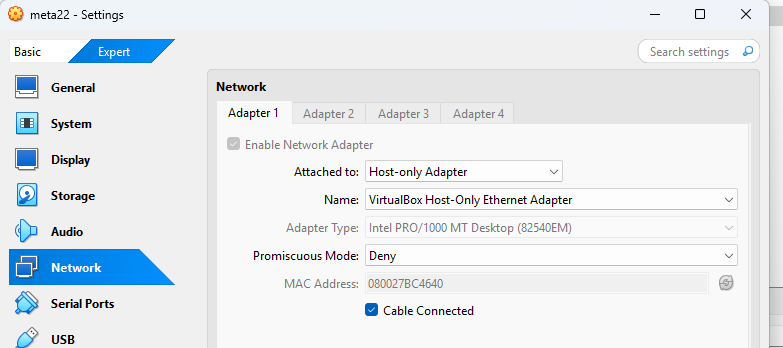 meta22 - Settings
Basic Expert Search settings
General
System
Display
Storage
Audio
Network
Serial Ports
USB
Network
Adapter 1 Adapter 2 Adapter 3 Adapter 4
Enable Network Adapter
Attached to: Host-only Adapter
Name: VirtualBox Host-Only Ethernet Adapter
Adapter Type: Intel PRO/1000 MT Desktop (82540EM)
Promiscuous Mode: Deny
MAC Address: 080027BC4640
Cable Connected